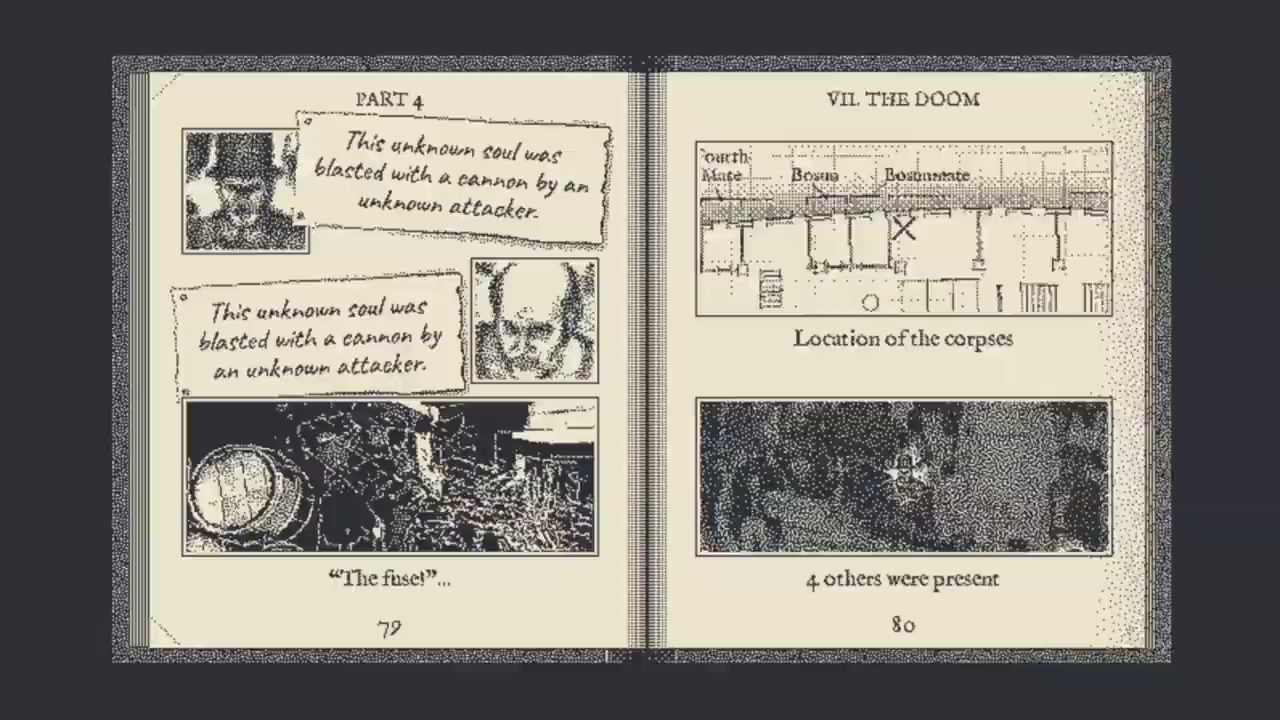 PART 4
This unknown soul was
blasted with a cannon by an
unknown attacker.
This unknown soul was
blasted with a cannon by
an unknown attacker.
“The fuse!”...
79
VII. THE DOOM
ourth
Mate
Bosun
Bosunmate
Location of the corpses
4 others were present
80